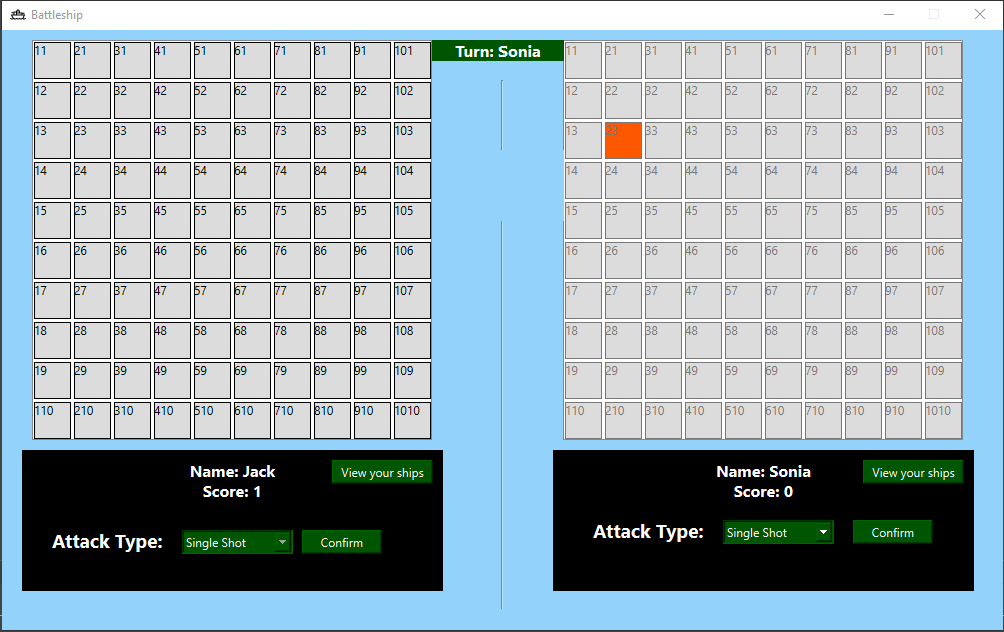 Battleship
Turn: Sonia
11 21 31 41 51 61 71 81 91 101
12 22 32 42 52 62 72 82 92 102
13 23 33 43 53 63 73 83 93 103
14 24 34 44 54 64 74 84 94 104
15 25 35 45 55 65 75 85 95 105
16 26 36 46 56 66 76 86 96 106
17 27 37 47 57 67 77 87 97 107
18 28 38 48 58 68 78 88 98 108
19 29 39 49 59 69 79 89 99 109
110 210 310 410 510 610 710 810 910 1010
Name: Jack
View your ships
Score: 1
Attack Type:
Single Shot
Confirm
11 21 31 41 51 61 71 81 91 101
12 22 32 42 52 62 72 82 92 102
13 23 33 43 53 63 73 83 93 103
14 24 34 44 54 64 74 84 94 104
15 25 35 45 55 65 75 85 95 105
16 26 36 46 56 66 76 86 96 106
17 27 37 47 57 67 77 87 97 107
18 28 38 48 58 68 78 88 98 108
19 29 39 49 59 69 79 89 99 109
110 210 310 410 510 610 710 810 910 1010
Name: Sonia
View your ships
Score: 0
Attack Type:
Single Shot
Confirm